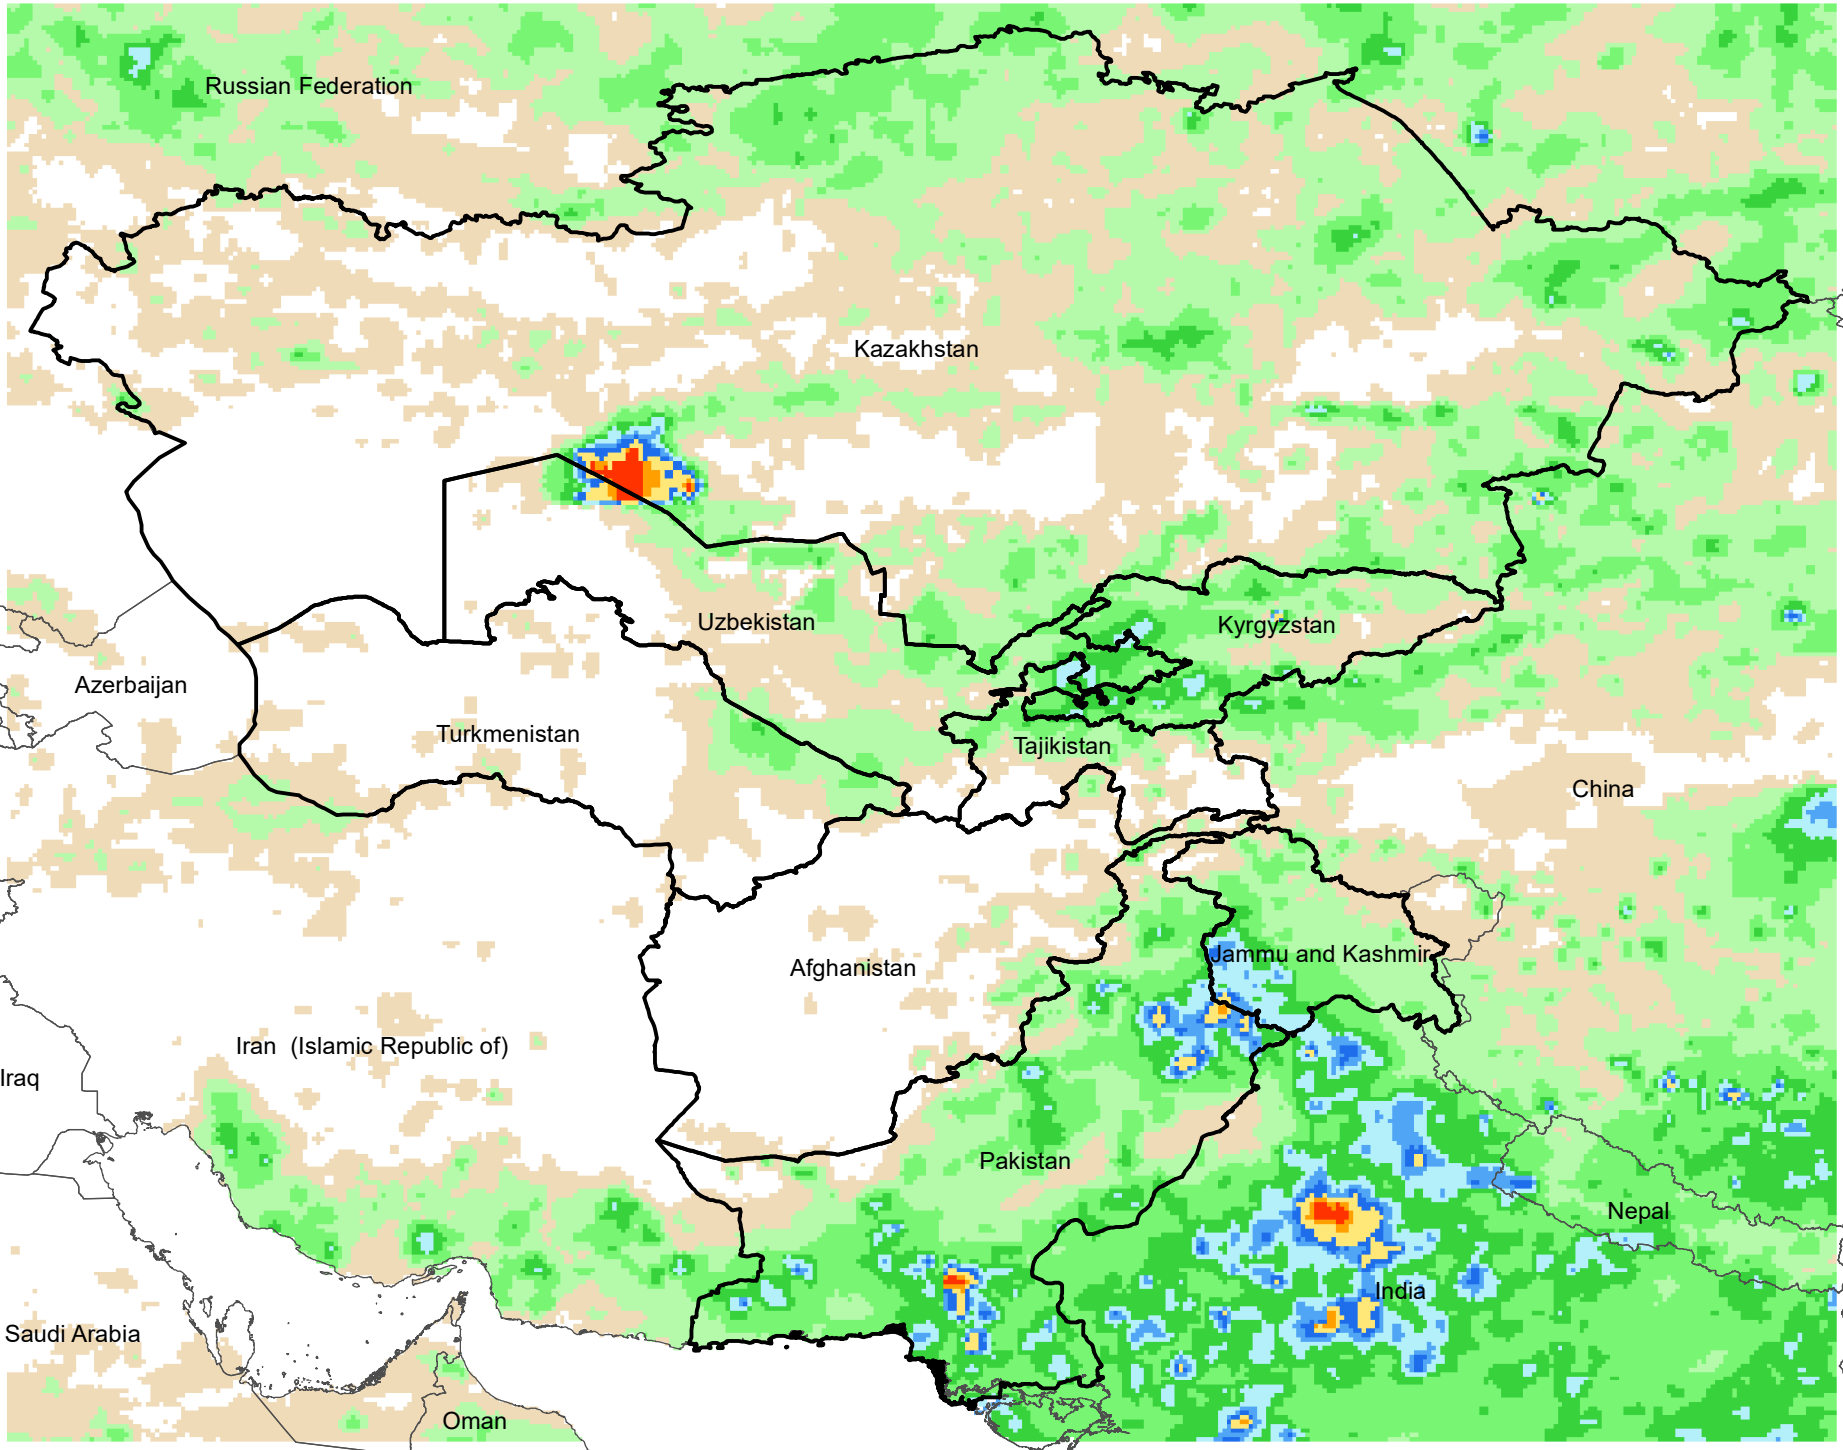 Russian Federation
Kazakhstan
Uzbekistan
Kyrgyzstan
Azerbaijan
Turkmenistan
Tajikistan
China
Jammu and Kashmir
Afghanistan
Iran  (Islamic Republic of)
Iraq
Pakistan
Nepal
India
Saudi Arabia
Oman